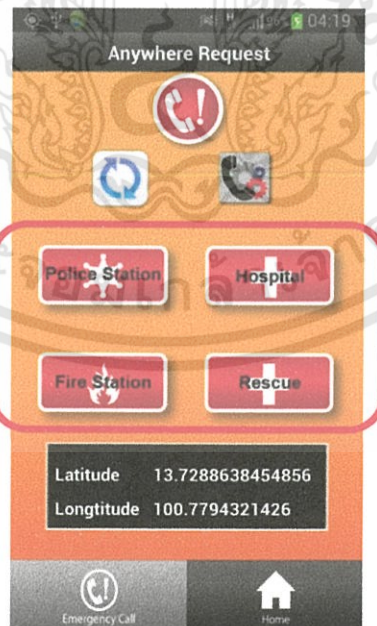 04:19
Anywhere Request
Police Station Hospital
Fire Station Rescue
Latitude 13.7288638454856
Longtitude 100.7794321426
Emergency Call Home